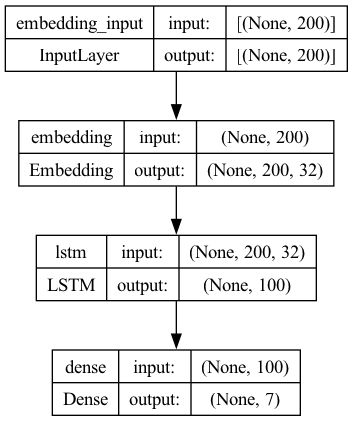 embedding_input input: [(None, 200)]
InputLayer output: [(None, 200)]
embedding input: (None, 200)
Embedding output: (None, 200, 32)
lstm input: (None, 200, 32)
LSTM output: (None, 100)
dense input: (None, 100)
Dense output: (None, 7)